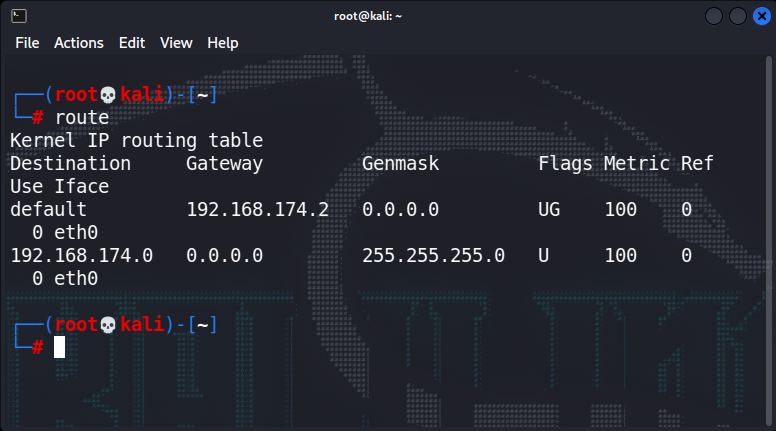 root@kali: ~
File Actions Edit View Help
┌──(root💀kali)-[~]
└─# route
Kernel IP routing table
Destination     Gateway         Genmask         Flags Metric Ref
Use Iface
default         192.168.174.2   0.0.0.0         UG    100    0
  0 eth0
192.168.174.0   0.0.0.0         255.255.255.0   U     100    0
  0 eth0
┌──(root💀kali)-[~]
└─#